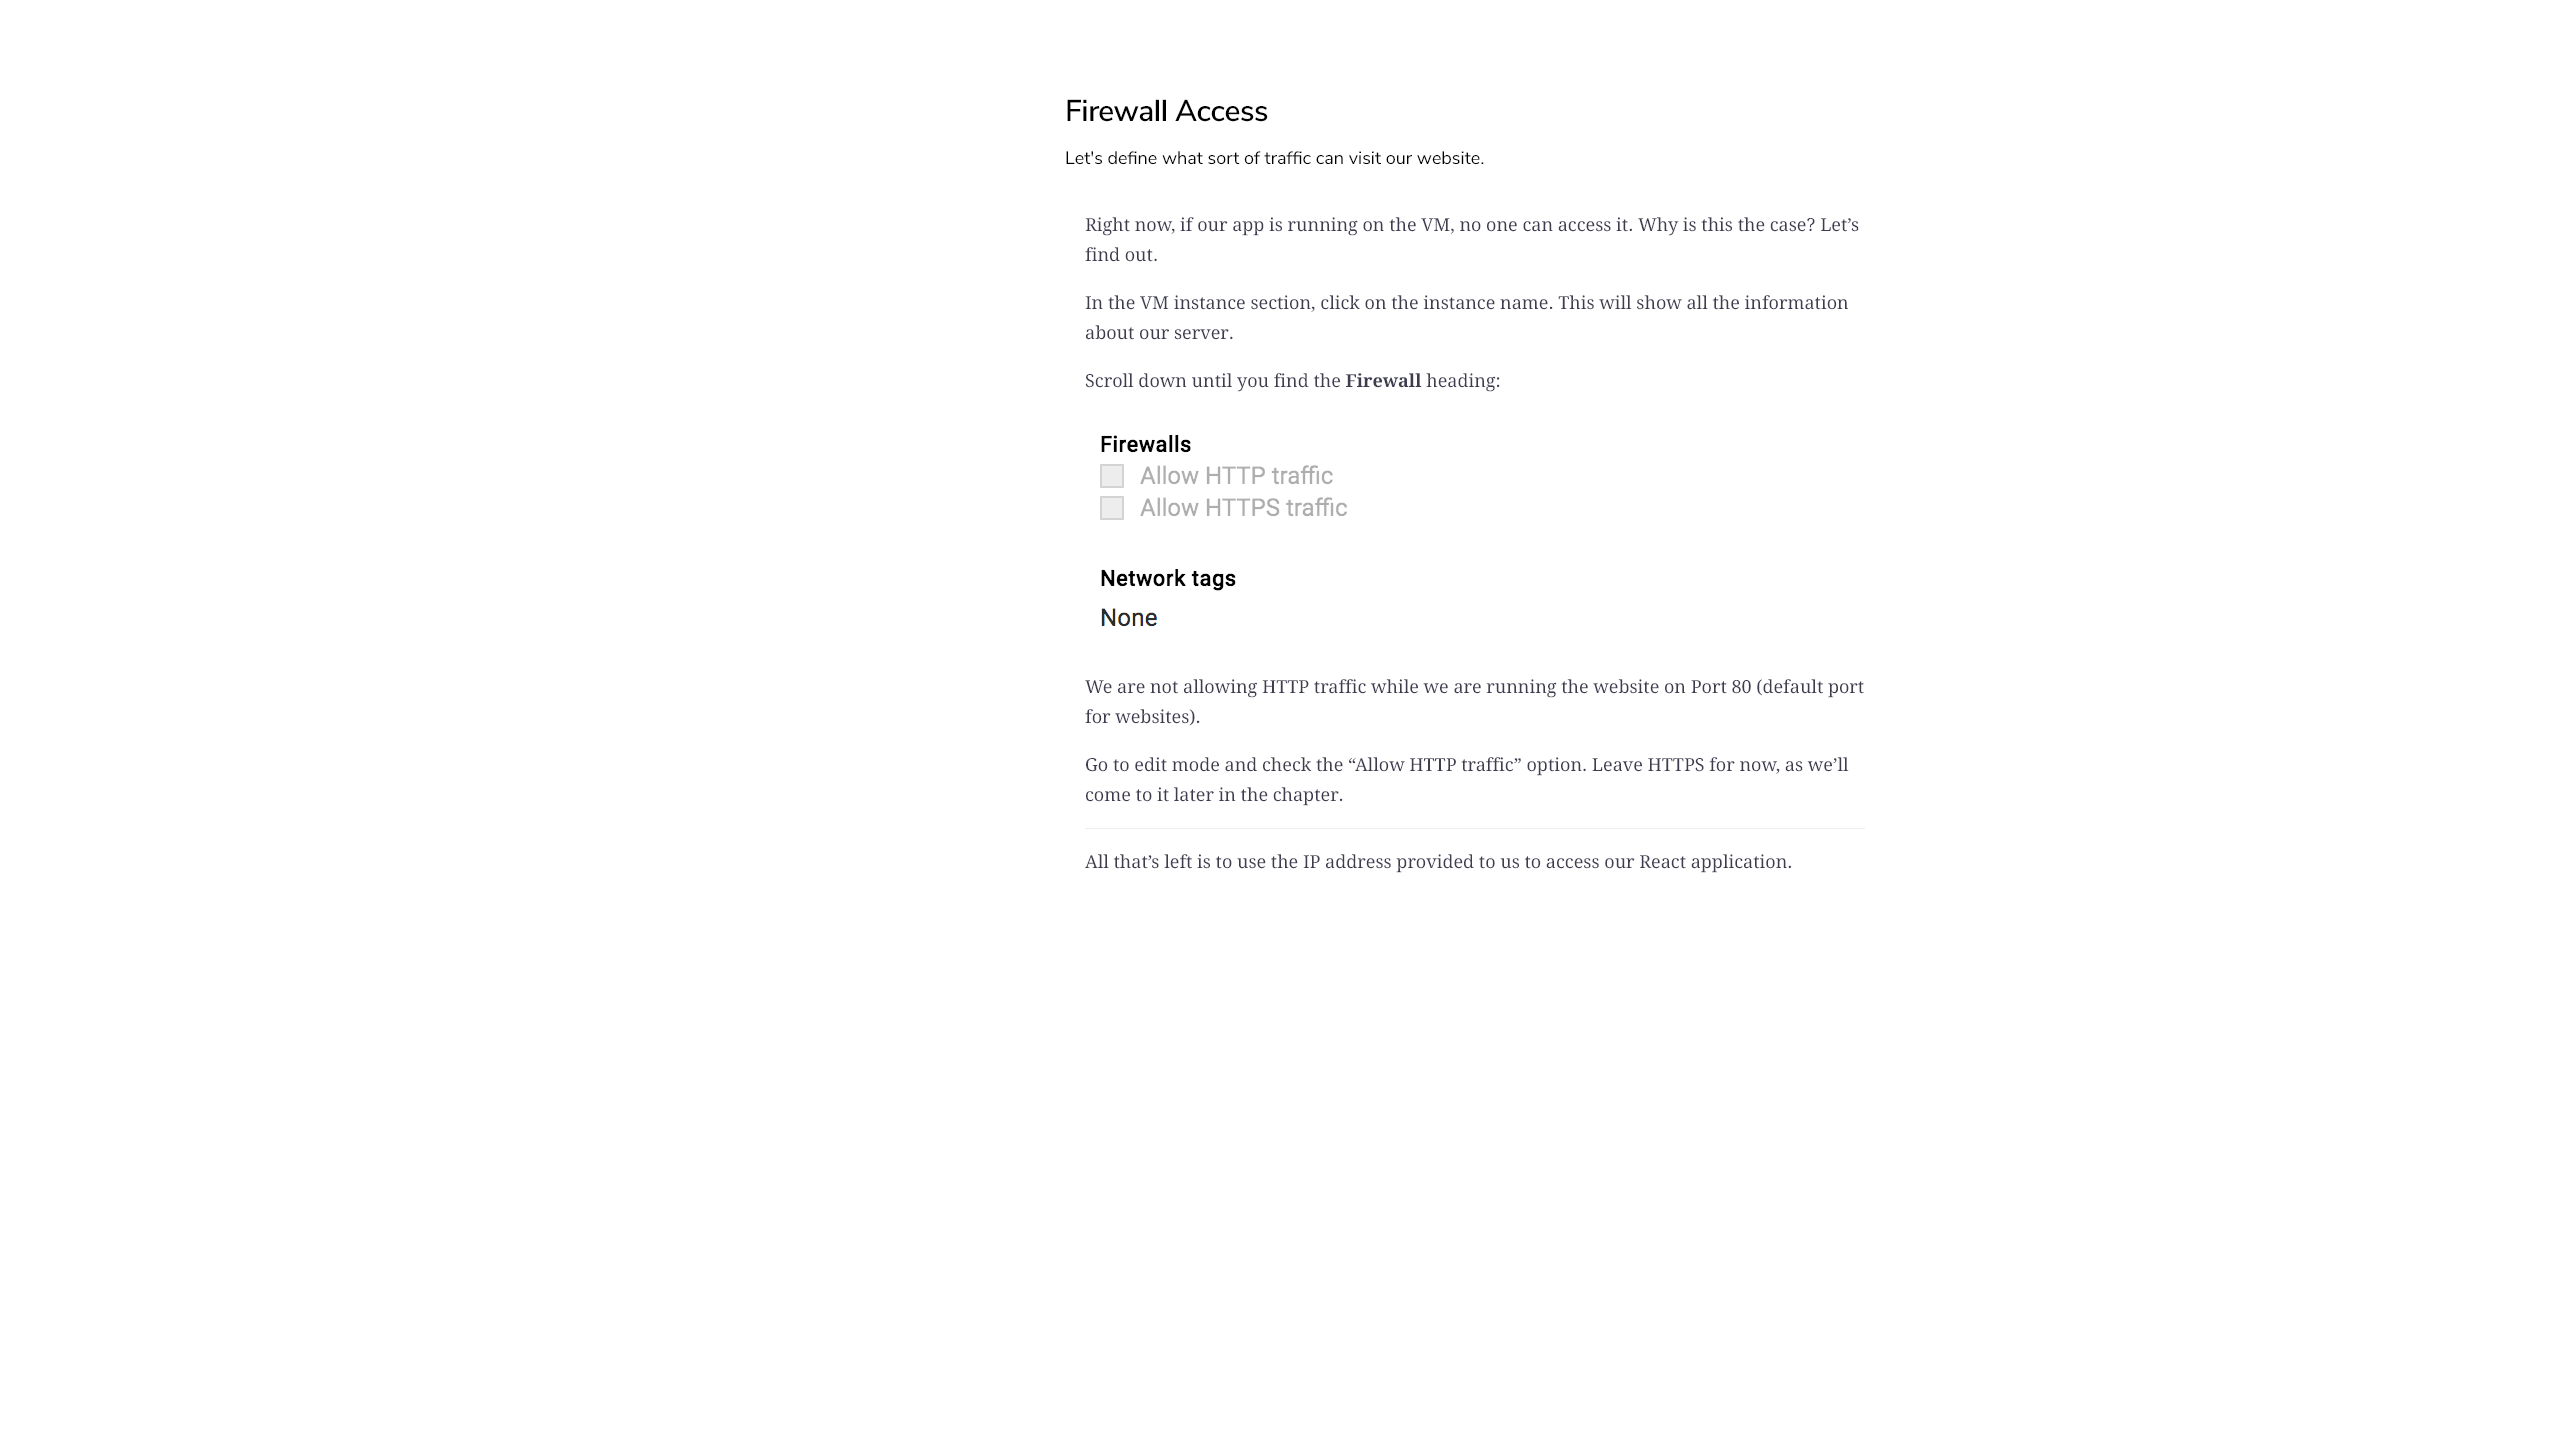 Firewall Access
Let's define what sort of traffic can visit our website.
Right now, if our app is running on the VM, no one can access it. Why is this the case? Let’s
find out.
In the VM instance section, click on the instance name. This will show all the information
about our server.
Scroll down until you find the Firewall heading:
Firewalls
Allow HTTP traffic
Allow HTTPS traffic
Network tags
None
We are not allowing HTTP traffic while we are running the website on Port 80 (default port
for websites).
Go to edit mode and check the “Allow HTTP traffic” option. Leave HTTPS for now, as we’ll
come to it later in the chapter.
All that’s left is to use the IP address provided to us to access our React application.